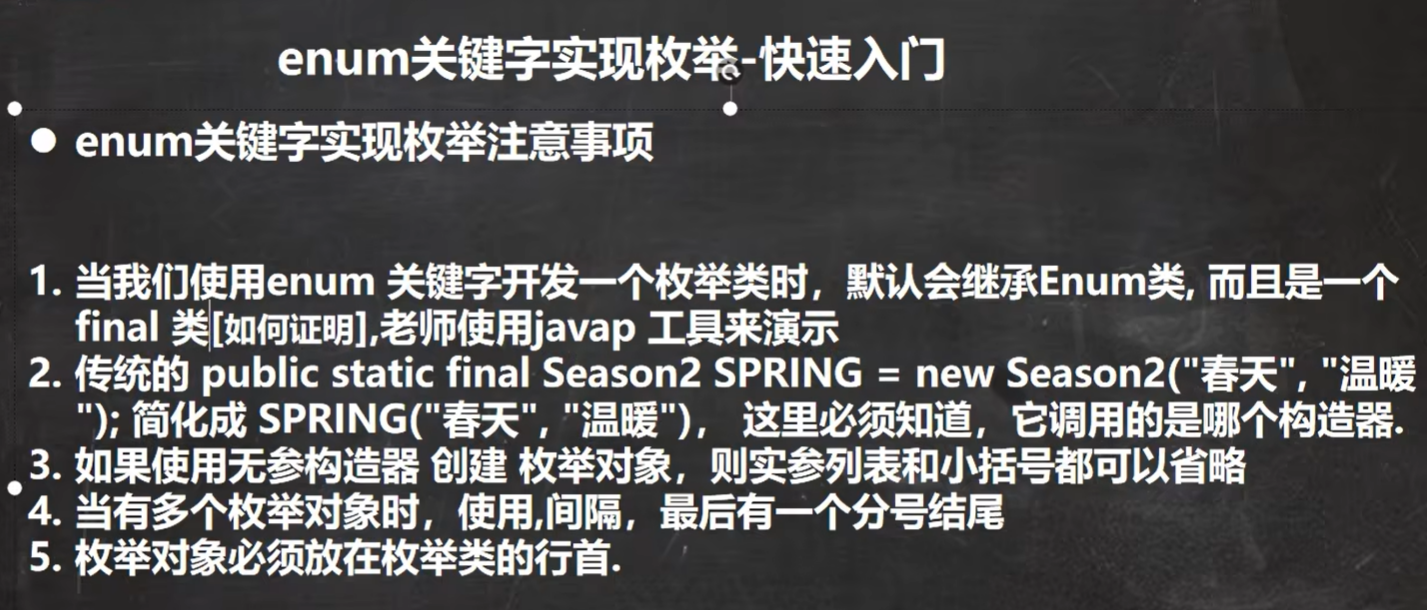 enum关键字实现枚举-快速入门
● enum关键字实现枚举注意事项
1. 当我们使用enum 关键字开发一个枚举类时，默认会继承Enum类, 而且是一个
final 类[如何证明],老师使用javap 工具来演示
2. 传统的 public static final Season2 SPRING = new Season2("春天", "温暖
"); 简化成 SPRING("春天", "温暖")， 这里必须知道，它调用的是哪个构造器.
3. 如果使用无参构造器 创建 枚举对象，则实参列表和小括号都可以省略
4. 当有多个枚举对象时，使用,间隔，最后有一个分号结尾
5. 枚举对象必须放在枚举类的行首.